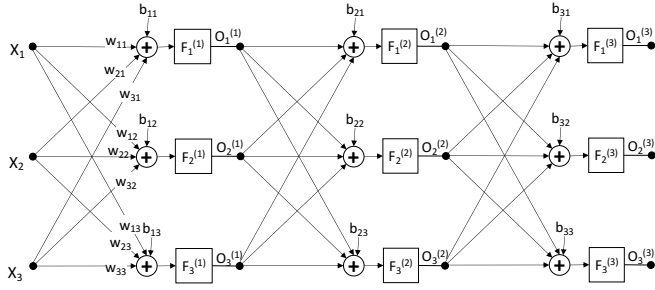 b₁₁ b₂₁ b₃₁
X₁ w₁₁ + F₁⁽¹⁾ O₁⁽¹⁾ + F₁⁽²⁾ O₁⁽²⁾ + F₁⁽³⁾ O₁⁽³⁾
w₂₁
w₃₁
b₁₂ b₂₂ b₃₂
w₁₂
X₂ w₂₂ + F₂⁽¹⁾ O₂⁽¹⁾ + F₂⁽²⁾ O₂⁽²⁾ + F₂⁽³⁾ O₂⁽³⁾
w₃₂
w₁₃ b₁₃ b₂₃ b₃₃
w₂₃
X₃ w₃₃ + F₃⁽¹⁾ O₃⁽¹⁾ + F₃⁽²⁾ O₃⁽²⁾ + F₃⁽³⁾ O₃⁽³⁾